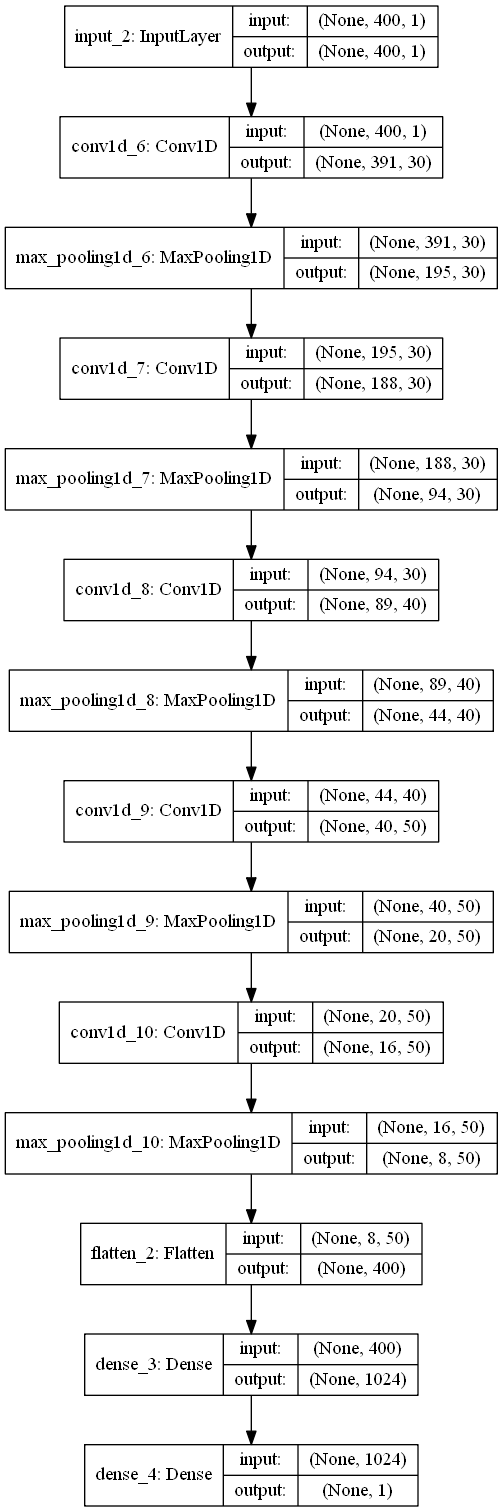 input_2: InputLayer
input: (None, 400, 1)
output: (None, 400, 1)
conv1d_6: Conv1D
input: (None, 400, 1)
output: (None, 391, 30)
max_pooling1d_6: MaxPooling1D
input: (None, 391, 30)
output: (None, 195, 30)
conv1d_7: Conv1D
input: (None, 195, 30)
output: (None, 188, 30)
max_pooling1d_7: MaxPooling1D
input: (None, 188, 30)
output: (None, 94, 30)
conv1d_8: Conv1D
input: (None, 94, 30)
output: (None, 89, 40)
max_pooling1d_8: MaxPooling1D
input: (None, 89, 40)
output: (None, 44, 40)
conv1d_9: Conv1D
input: (None, 44, 40)
output: (None, 40, 50)
max_pooling1d_9: MaxPooling1D
input: (None, 40, 50)
output: (None, 20, 50)
conv1d_10: Conv1D
input: (None, 20, 50)
output: (None, 16, 50)
max_pooling1d_10: MaxPooling1D
input: (None, 16, 50)
output: (None, 8, 50)
flatten_2: Flatten
input: (None, 8, 50)
output: (None, 400)
dense_3: Dense
input: (None, 400)
output: (None, 1024)
dense_4: Dense
input: (None, 1024)
output: (None, 1)